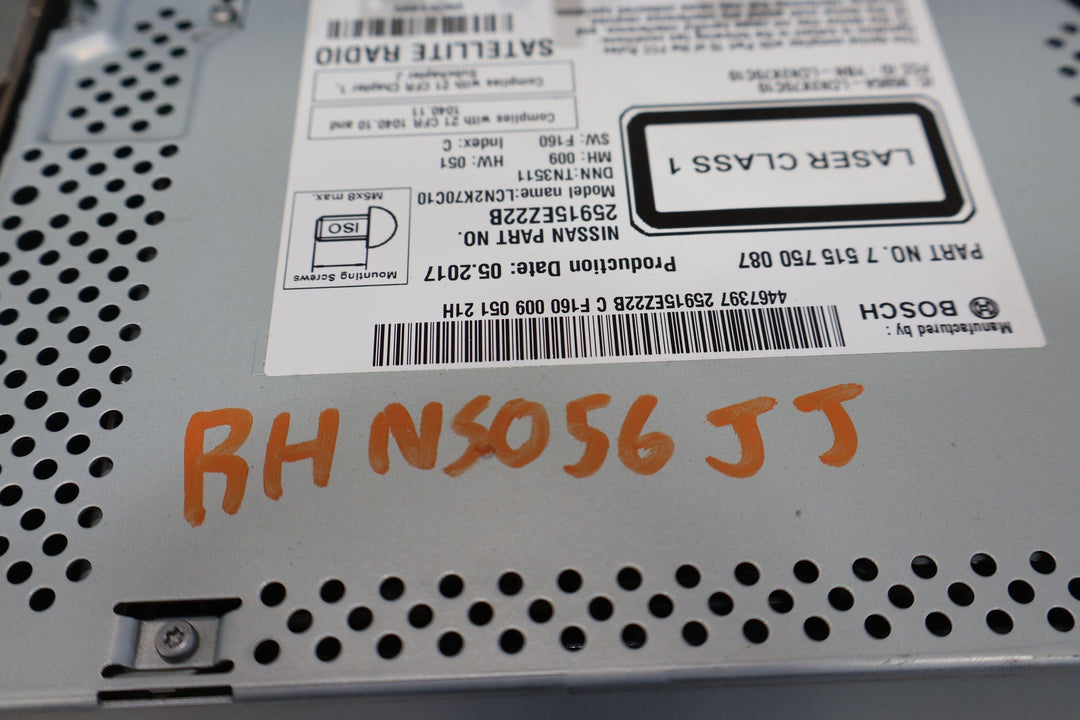 Manufactured by :
BOSCH
4467397 25915EZ22B C F160 009 051 21H
PART NO. 7 515 750 087
Production Date: 05.2017
NISSAN PART NO.
25915EZ22B
Model name:LCN2K70C10
DNN:TN3511
MH: 009 HW: 051
SW: F160 Index: C
LASER CLASS 1
Mounting Screws
ISO
M5x8 max.
Complies with 21 CFR 1040.10 and
1040.11
Complies with 21 CFR Chapter 1,
Subchapter J
SATELLITE RADIO
RHN5056JJ